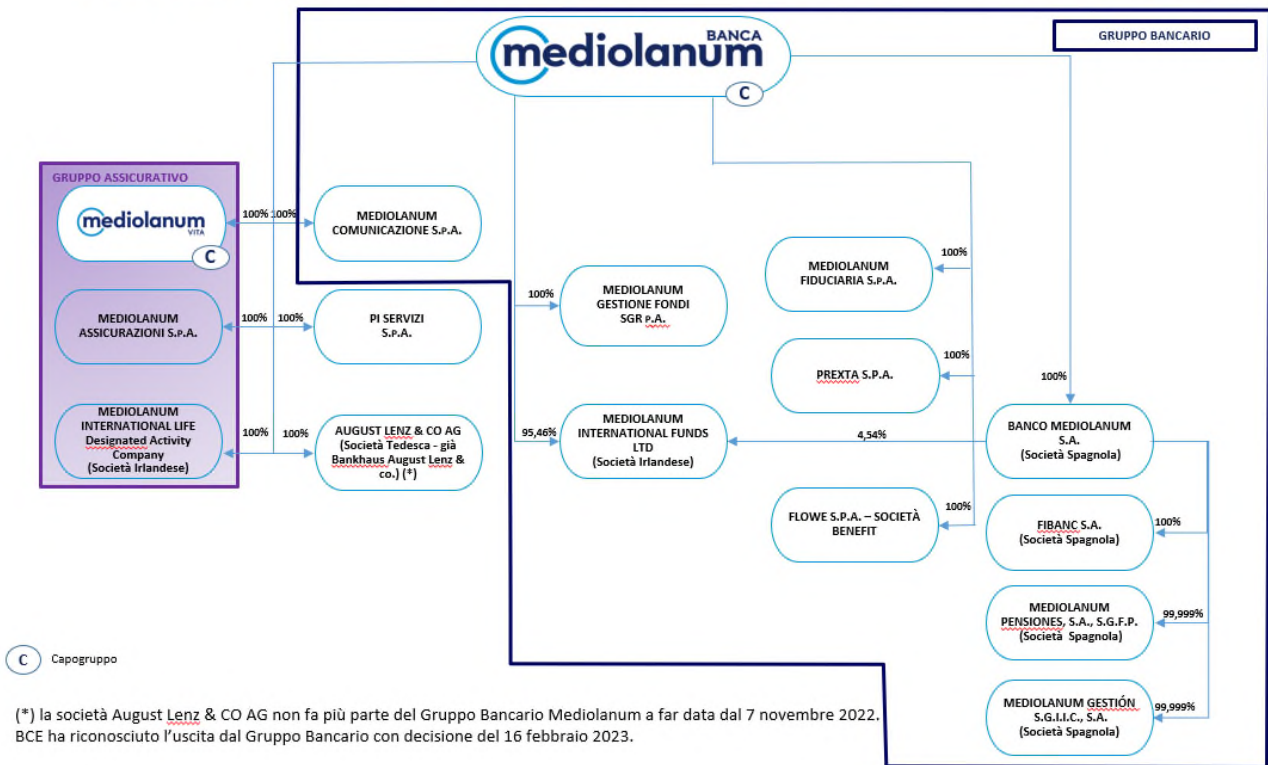 BANCA
mediolanum
C
GRUPPO BANCARIO
GRUPPO ASSICURATIVO
mediolanum
VITA
C
100%
100%
MEDIOLANUM
COMUNICAZIONE S.P.A.
MEDIOLANUM
FIDUCIARIA S.P.A.
100%
MEDIOLANUM
GESTIONE FONDI
SGR P.A.
100%
MEDIOLANUM
ASSICURAZIONI S.P.A.
100%
100%
PI SERVIZI
S.P.A.
PREXTA S.P.A.
100%
100%
MEDIOLANUM
INTERNATIONAL LIFE
Designated Activity
Company
(Società Irlandese)
100%
100%
AUGUST LENZ & CO AG
(Società Tedesca - già
Bankhaus August Lenz &
co.) (*)
95,46%
MEDIOLANUM
INTERNATIONAL FUNDS
LTD
(Società Irlandese)
4,54%
BANCO MEDIOLANUM
S.A.
(Società Spagnola)
FLOWE S.P.A. – SOCIETÀ
BENEFIT
100%
FIBANC S.A.
(Società Spagnola)
100%
MEDIOLANUM
PENSIONES, S.A., S.G.F.P.
(Società Spagnola)
99,999%
MEDIOLANUM GESTIÓN
S.G.I.I.C., S.A.
(Società Spagnola)
99,999%
C Capogruppo
(*) la società August Lenz & CO AG non fa più parte del Gruppo Bancario Mediolanum a far data dal 7 novembre 2022.
BCE ha riconosciuto l'uscita dal Gruppo Bancario con decisione del 16 febbraio 2023.